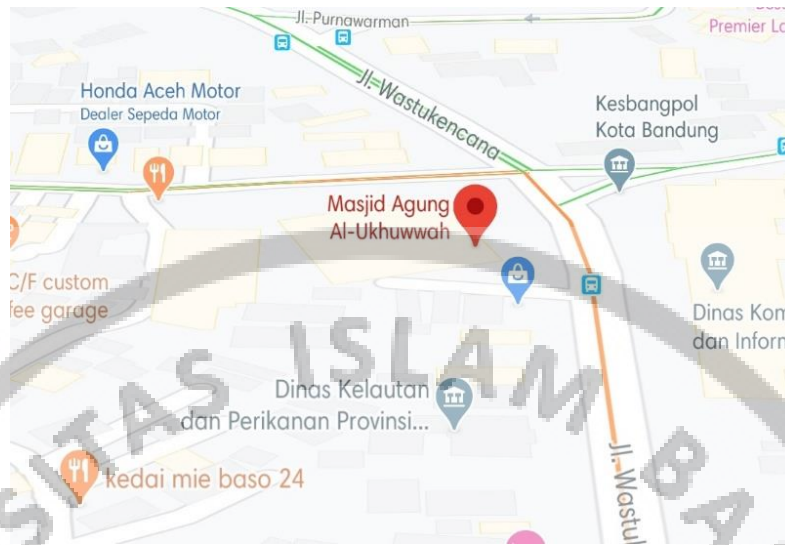 Jl. Purnawarman
Premier
Jl. Wastukencana
Honda Aceh Motor
Dealer Sepeda Motor
Kesbangpol
Kota Bandung
Masjid Agung
Al-Ukhuwwah
C/F custom
fee garage
Dinas Kom
dan Inform
SITAS ISLAM BA
Dinas Kelautan
dan Perikanan Provinsi...
kedai mie baso 24
Jl. Wastuk